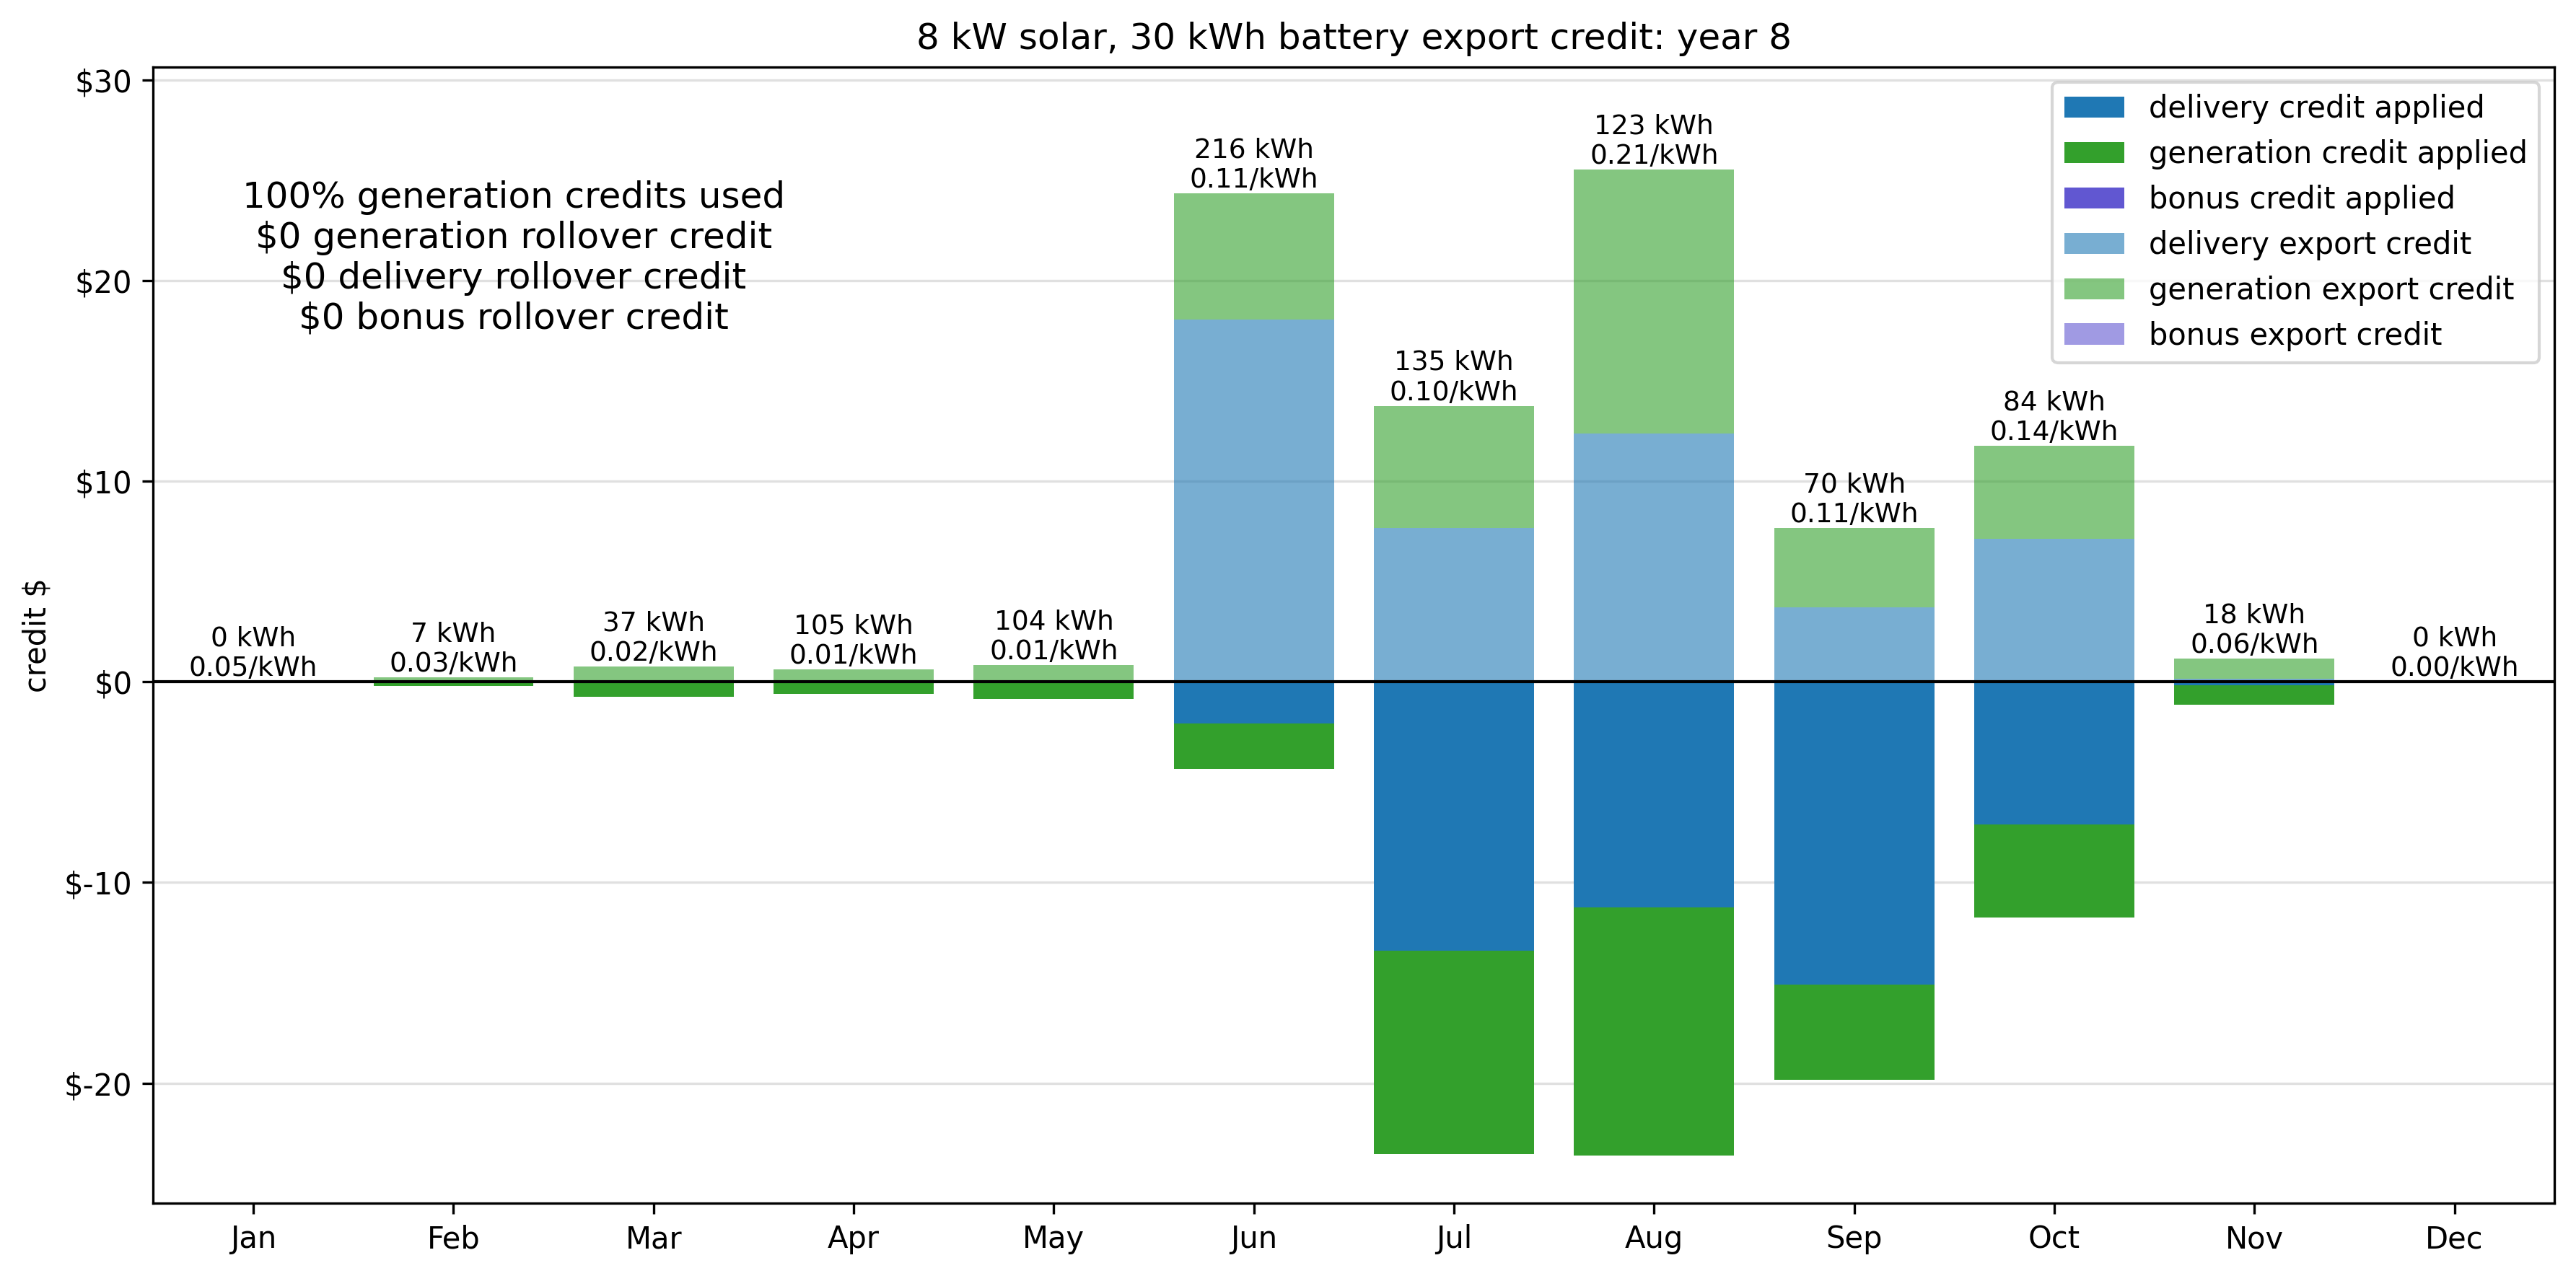 8 kW solar, 30 kWh battery export credit: year 8
$30
$20
$10
$0
$-10
$-20
credit $
100% generation credits used
$0 generation rollover credit
$0 delivery rollover credit
$0 bonus rollover credit
delivery credit applied
generation credit applied
bonus credit applied
delivery export credit
generation export credit
bonus export credit
0 kWh
0.05/kWh
7 kWh
0.03/kWh
37 kWh
0.02/kWh
105 kWh
0.01/kWh
104 kWh
0.01/kWh
216 kWh
0.11/kWh
135 kWh
0.10/kWh
123 kWh
0.21/kWh
70 kWh
0.11/kWh
84 kWh
0.14/kWh
18 kWh
0.06/kWh
0 kWh
0.00/kWh
Jan Feb Mar Apr May Jun Jul Aug Sep Oct Nov Dec